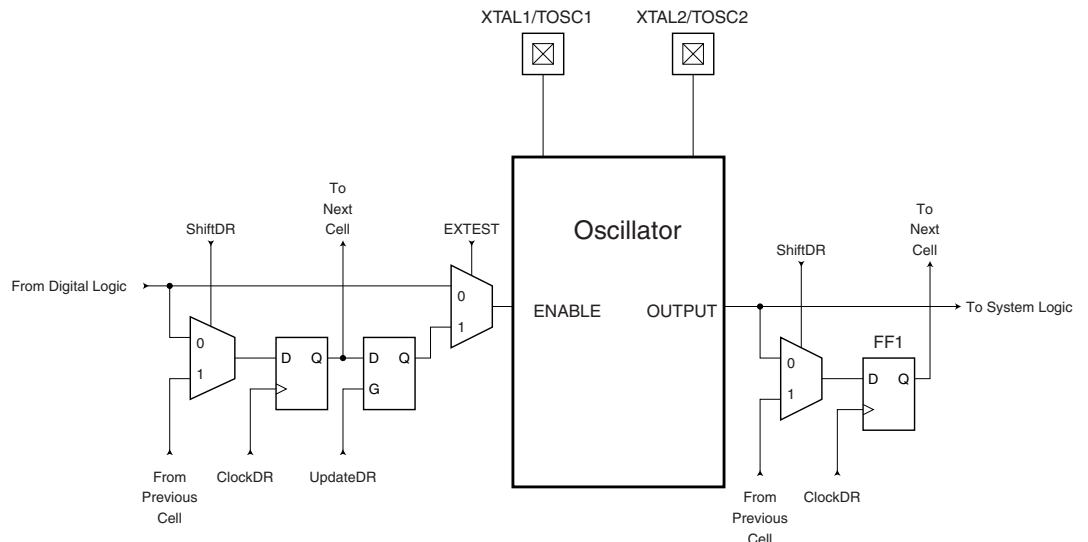 XTAL1/TOSC1
XTAL2/TOSC2
To
Next
Cell
ShiftDR
EXTEST
From Digital Logic
0
1
0
1
D Q
D Q
G
From
Previous
Cell
ClockDR
UpdateDR
Oscillator
ENABLE
OUTPUT
To
Next
Cell
ShiftDR
To System Logic
FF1
0
1
D Q
From
Previous
Cell
ClockDR